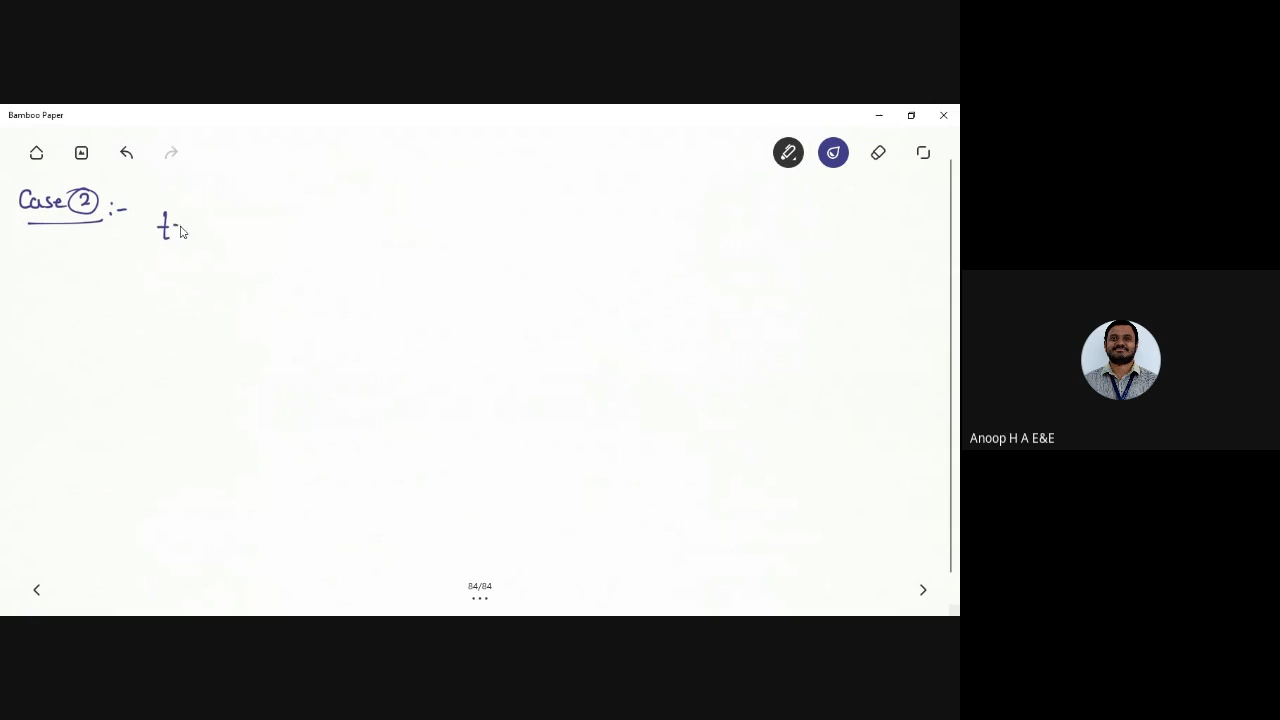 Bamboo Paper
Case ② :-
t-
84/84
Anoop H A E&E